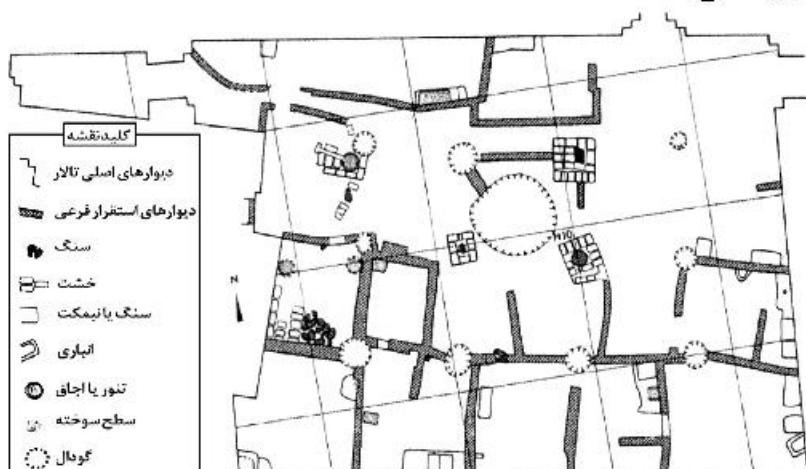 کلیدنقشه
دیوارهای اصلی تالار
دیوارهای استقرار فرعی
سنگ
خشت
سنگ یا نیمکت
انباری
تنور یا اجاق
سطح سوخته
گودال
N
N10